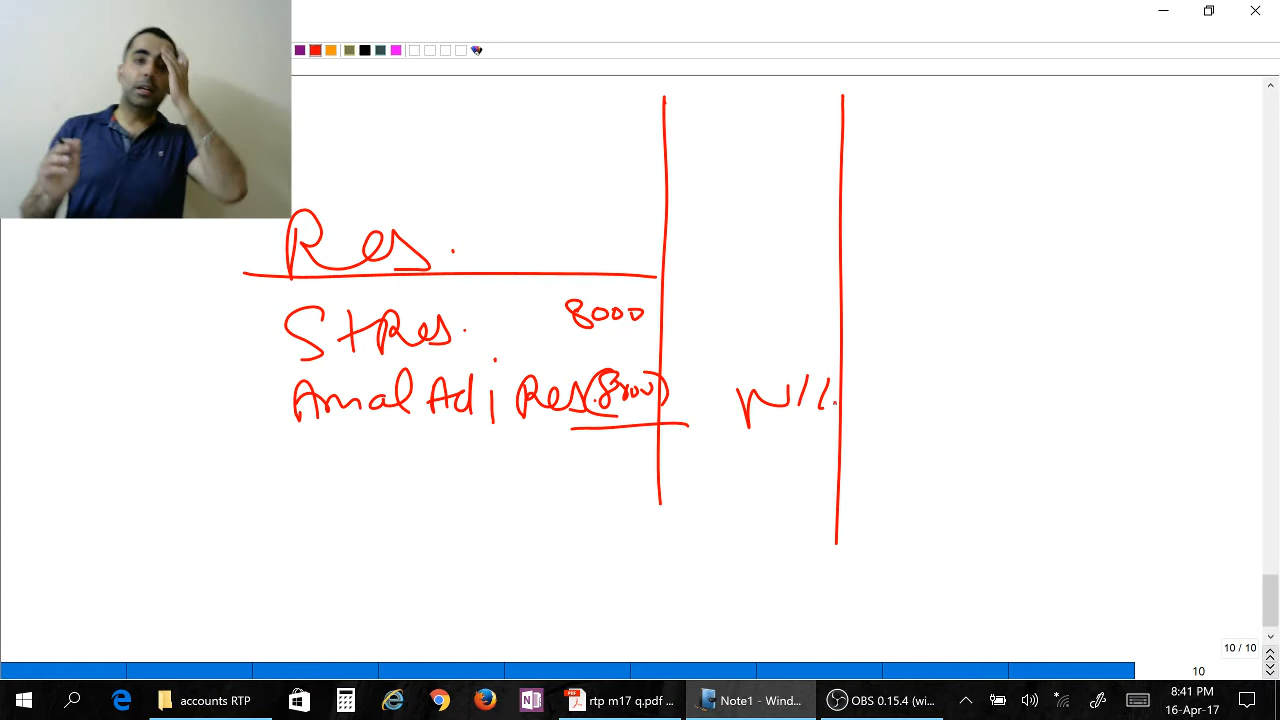 Res.
St Res. 8000
Amal Adj Res. (8000) Nil
10 / 10
10
accounts RTP
rtp m17 q.pdf ...
Note1 - Wind...
OBS 0.15.4 (wi...
8:41 PM
16-Apr-17